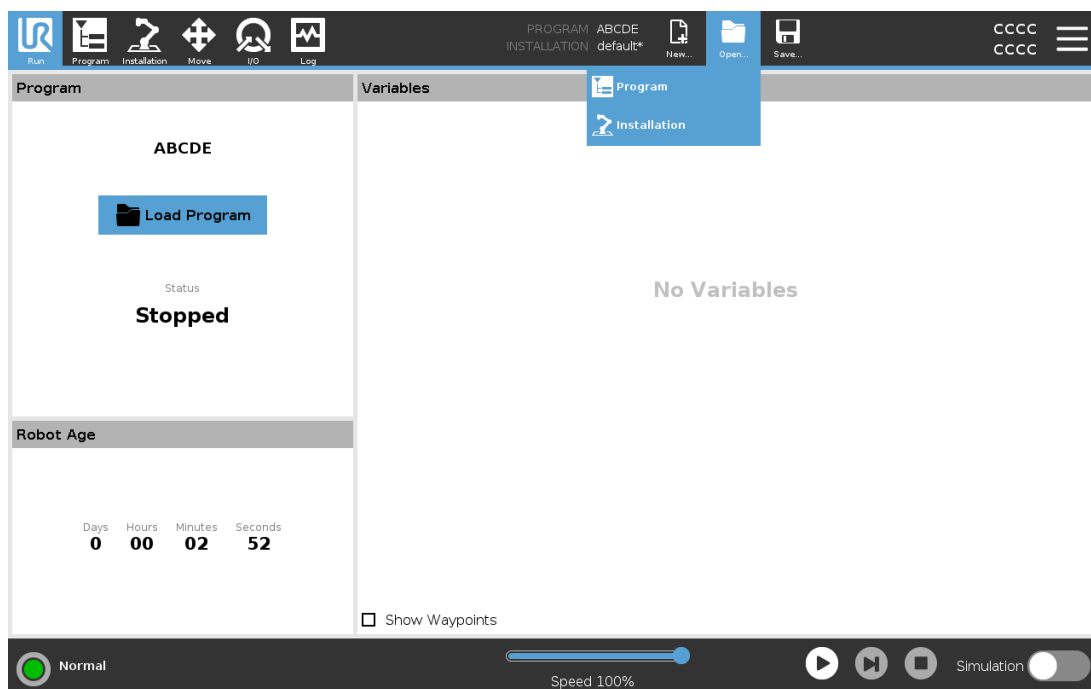 UR
Run
Program
Installation
Move
I/O
Log
PROGRAM ABCDE
INSTALLATION default*
New...
Open...
Save...
CCCC
CCCC
Program
Installation
Program
ABCDE
Load Program
Status
Stopped
Variables
No Variables
Robot Age
Days Hours Minutes Seconds
0 00 02 52
Show Waypoints
Normal
Speed 100%
Simulation